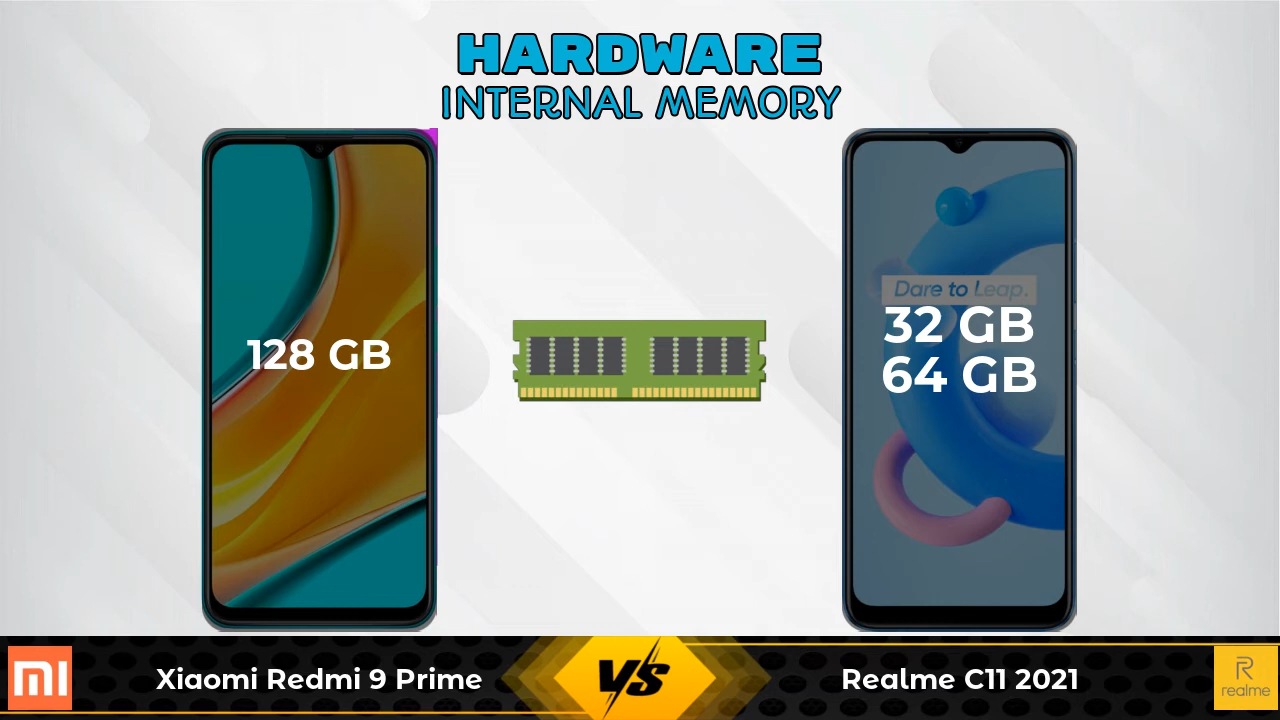 HARDWARE
INTERNAL MEMORY
128 GB
Dare to Leap.
32 GB
64 GB
mi
Xiaomi Redmi 9 Prime
VS
Realme C11 2021
R
realme